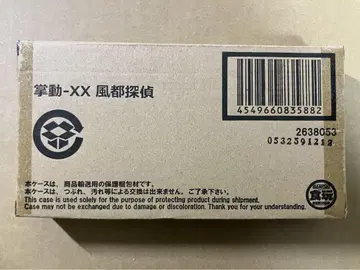 掌動-XX 風都探偵
4549660835882
2638053
0532591212
本ケースは、商品輸送用の保護梱包材です。
本ケースは、つぶれ、汚れ等による交換は出来ません、ご了承下さい。
This case is used solely for the purpose of protecting product during shipment.
Case may not be exchanged due to damage or discoloration. Thank you for your understanding.
BANDAI
食玩